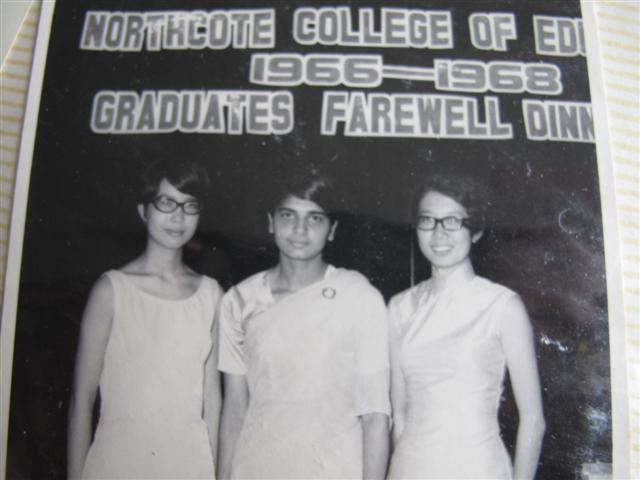 NORTHCOTE COLLEGE OF EDU
1966—1968
GRADUATES FAREWELL DINN